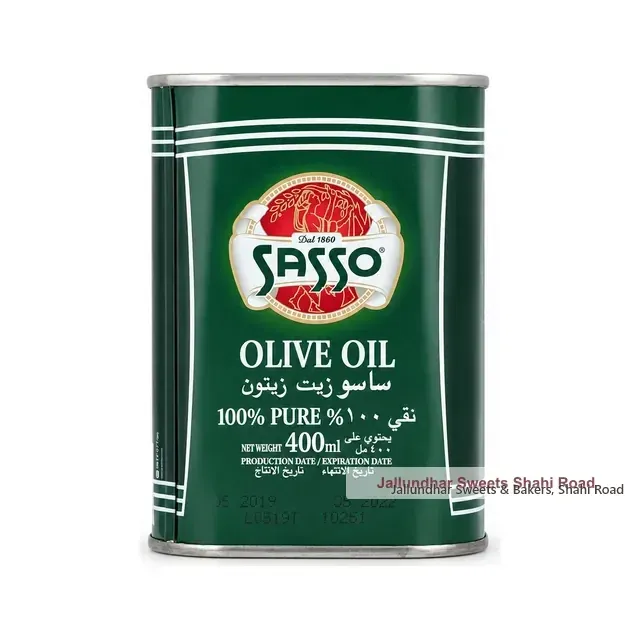 Dal 1860
SASSO®
OLIVE OIL
ساسو زيت زيتون
100% PURE نقي ١٠٠ %
NET WEIGHT 400ml يحتوي على ٤٠٠ مل
PRODUCTION DATE / EXPIRATION DATE
تاريخ الانتاج / تاريخ الانتهاء
Jallundhar Sweets Shahi Road
Jallundhar Sweets & Bakers, Shahi Road
05 2019 05 2022
L0519T 10261